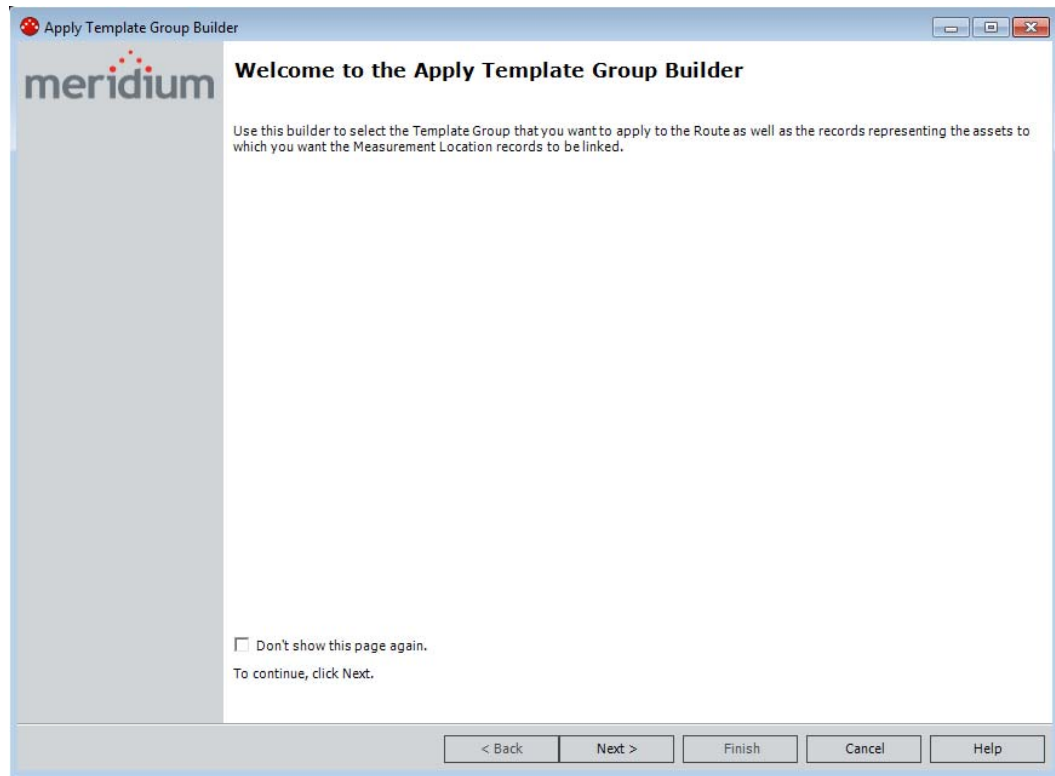 Apply Template Group Builder
meridium
Welcome to the Apply Template Group Builder
Use this builder to select the Template Group that you want to apply to the Route as well as the records representing the assets to
which you want the Measurement Location records to be linked.
Don't show this page again.
To continue, click Next.
< Back Next > Finish Cancel Help